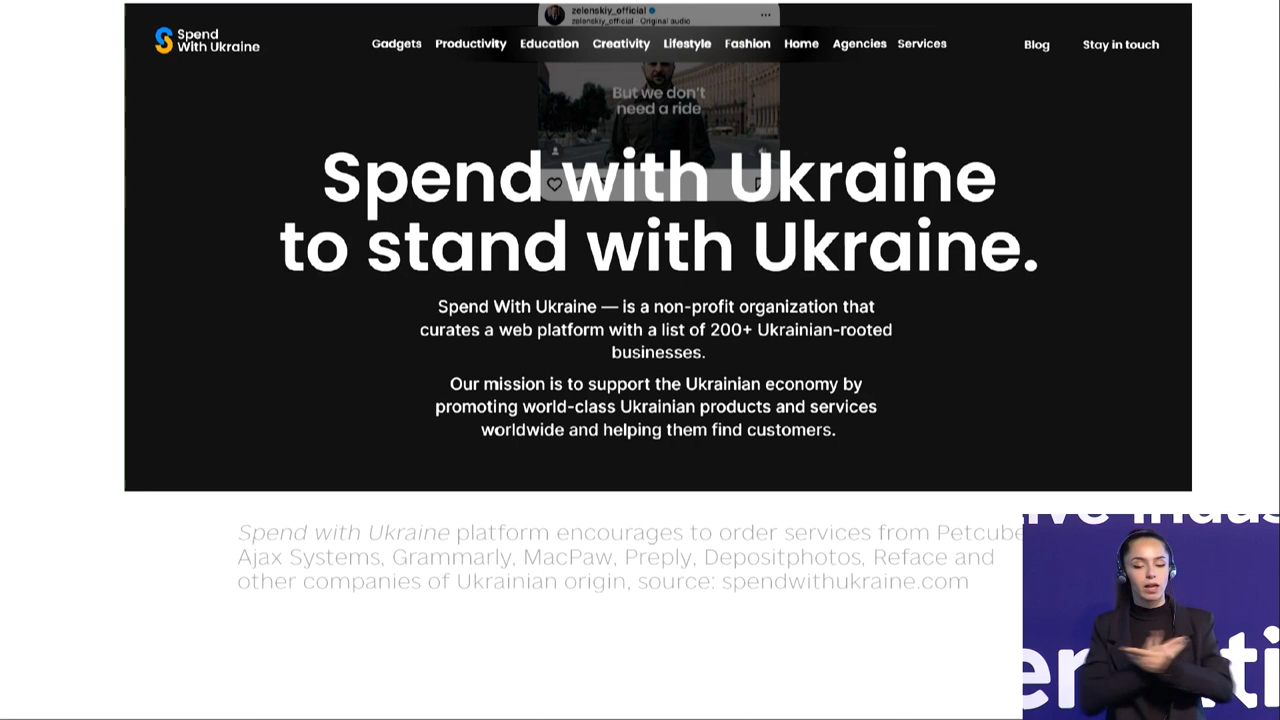 zelenskiy_official
zelenskiy_official · Original audio
Spend
With Ukraine
Gadgets Productivity Education Creativity Lifestyle Fashion Home Agencies Services Blog Stay in touch
But we don't
need a ride
Spend with Ukraine
to stand with Ukraine.
Spend With Ukraine — is a non-profit organization that
curates a web platform with a list of 200+ Ukrainian-rooted
businesses.
Our mission is to support the Ukrainian economy by
promoting world-class Ukrainian products and services
worldwide and helping them find customers.
Spend with Ukraine platform encourages to order services from Petcube
Ajax Systems, Grammarly, MacPaw, Preply, Depositphotos, Reface and
other companies of Ukrainian origin, source: spendwithukraine.com